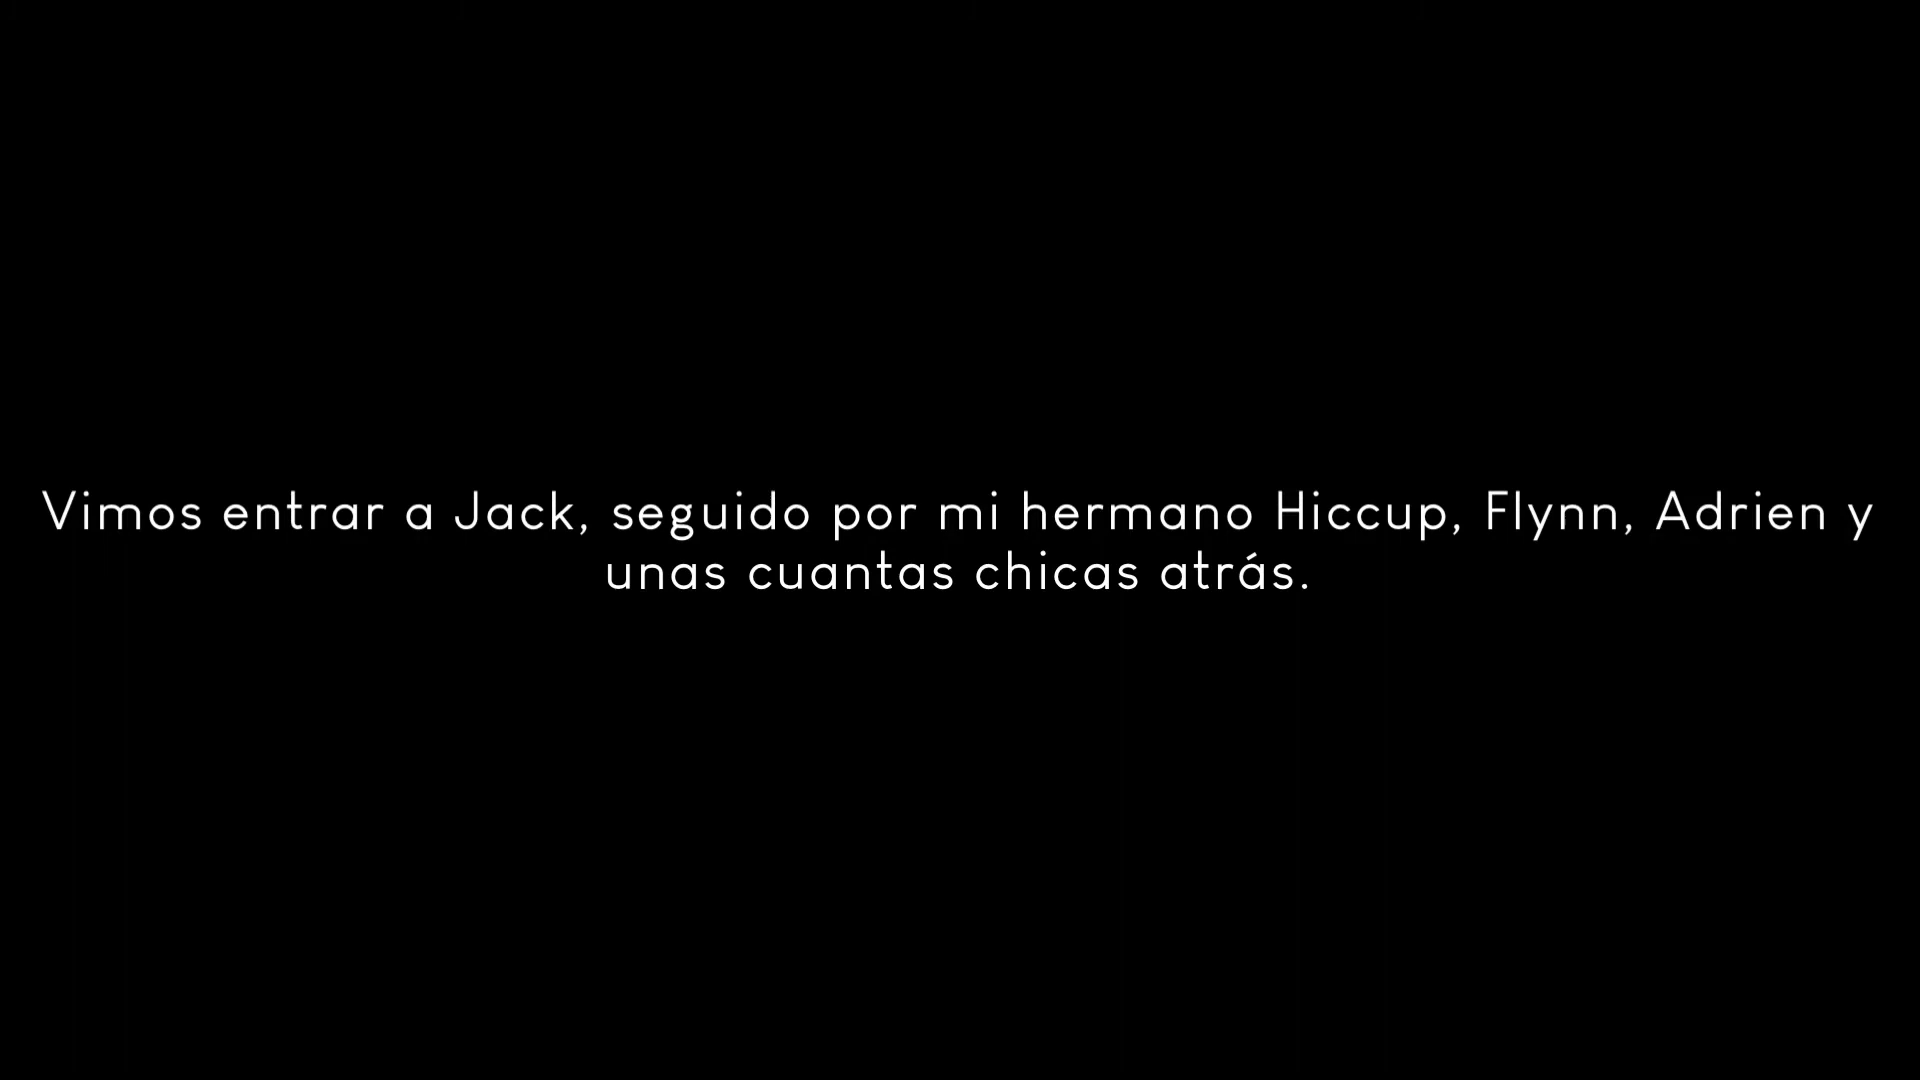 Vimos entrar a Jack, seguido por mi hermano Hiccup, Flynn, Adrien y
unas cuantas chicas atrás.